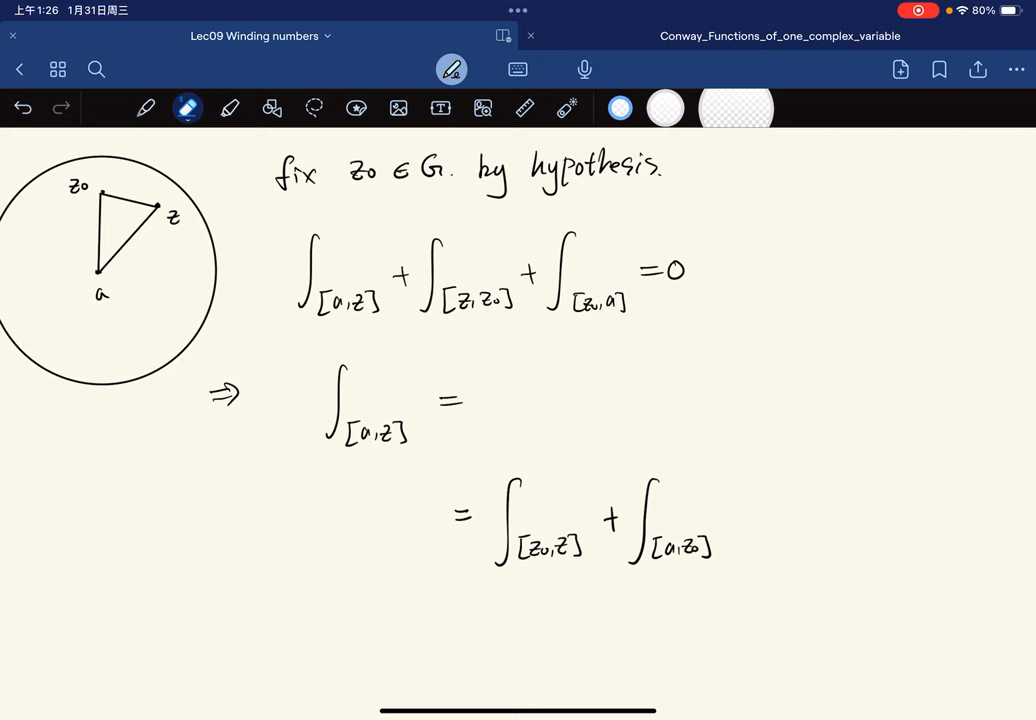 上午1:26 1月31日周三
80%
Lec09 Winding numbers
Conway_Functions_of_one_complex_variable
fix z₀ ∈ G. by hypothesis.
z₀
z
a
∫[a,z] + ∫[z,z₀] + ∫[z₀,a] = 0
⇒ ∫[a,z] =
= ∫[z₀,z] + ∫[a,z₀]